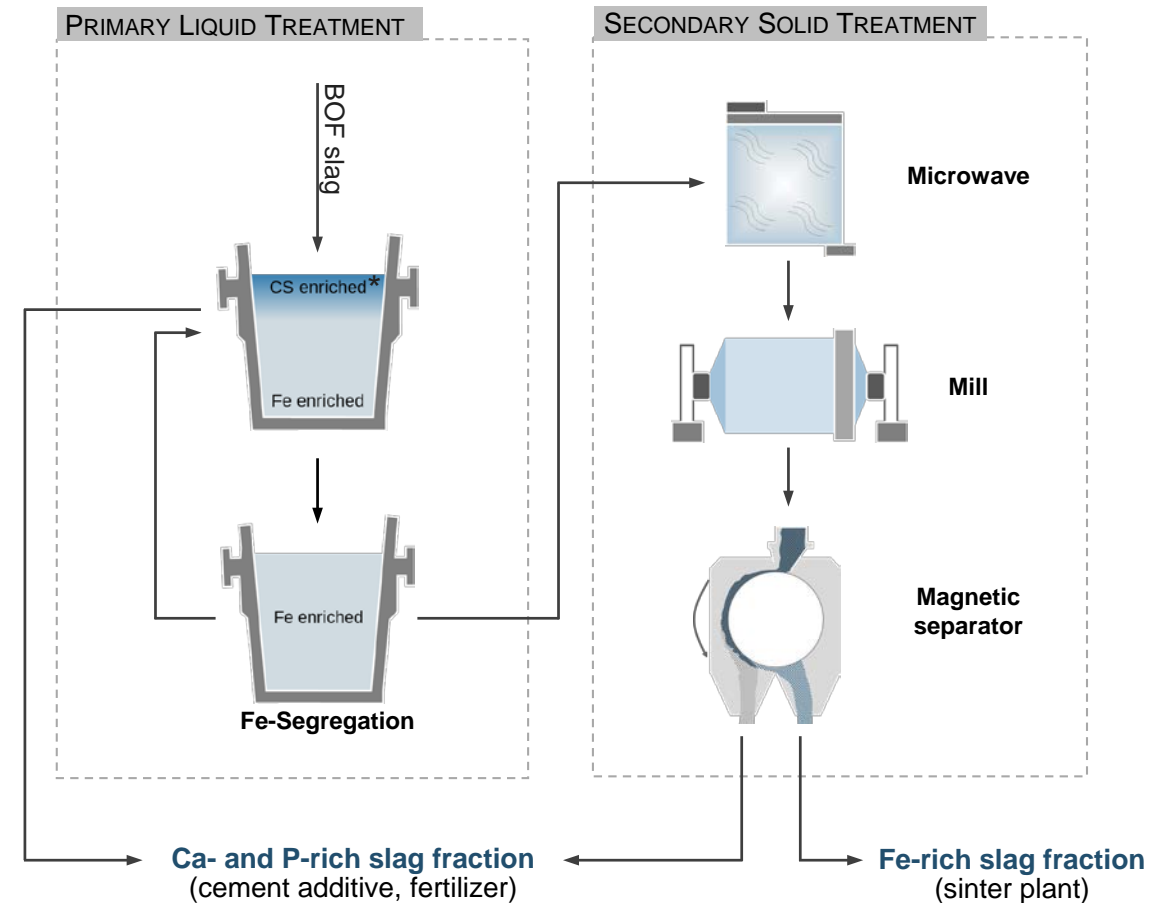 PRIMARY LIQUID TREATMENT
BOF slag
CS enriched*
Fe enriched
Fe enriched
Fe-Segregation
SECONDARY SOLID TREATMENT
Microwave
Mill
Magnetic
separator
Ca- and P-rich slag fraction
(cement additive, fertilizer)
Fe-rich slag fraction
(sinter plant)